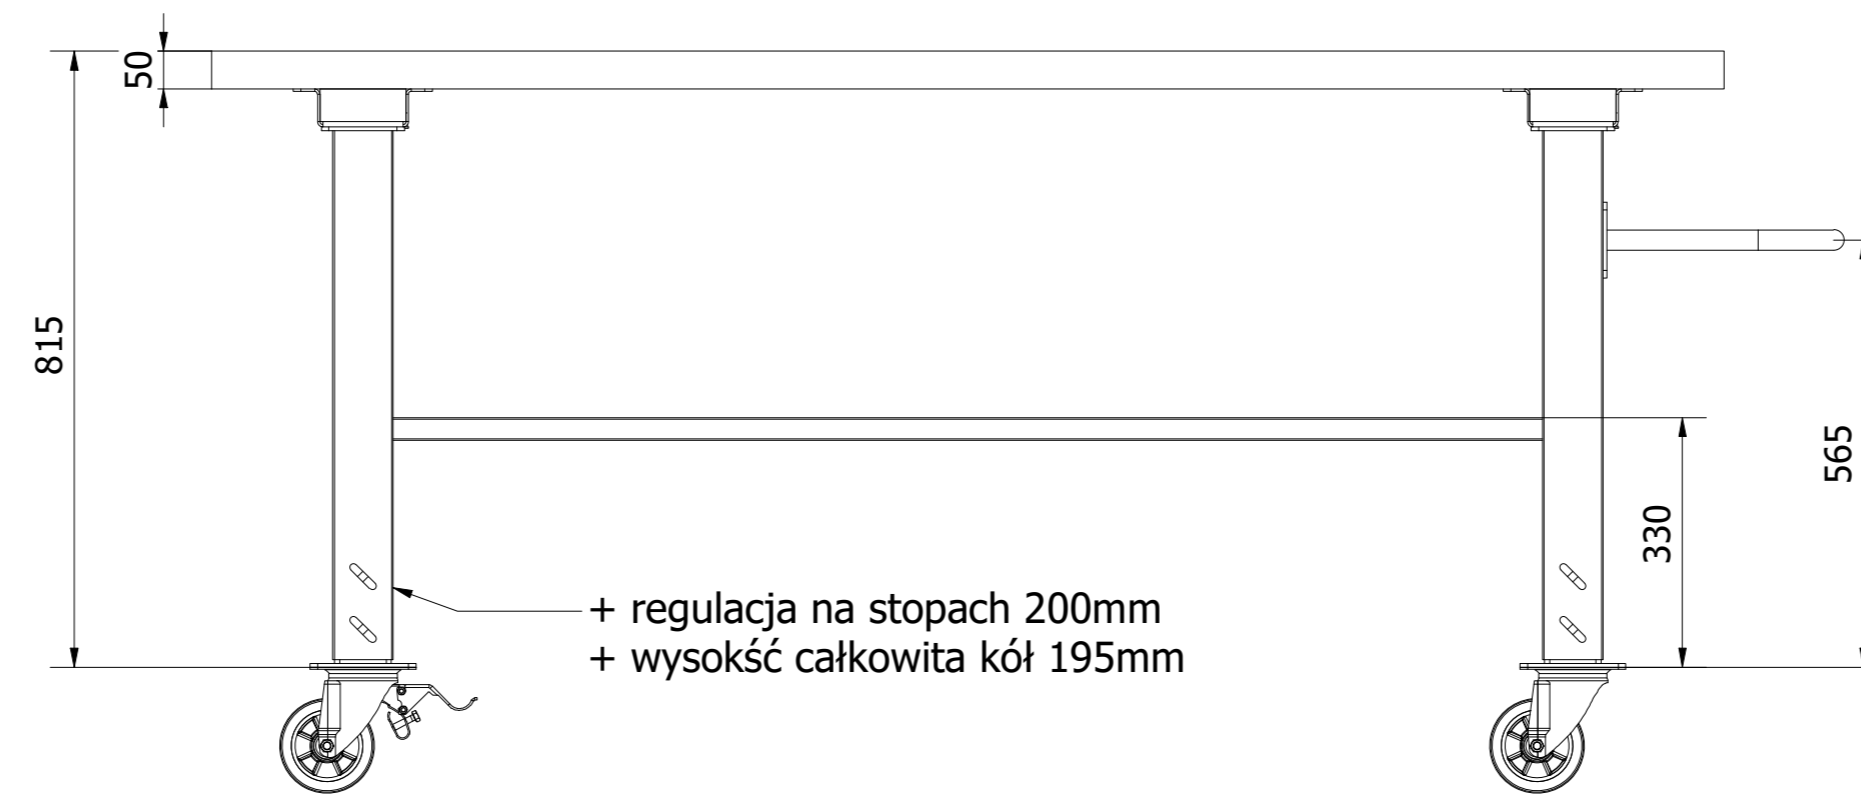 50
815
565
330
+ regulacja na stopach 200mm
+ wysokść całkowita kół 195mm